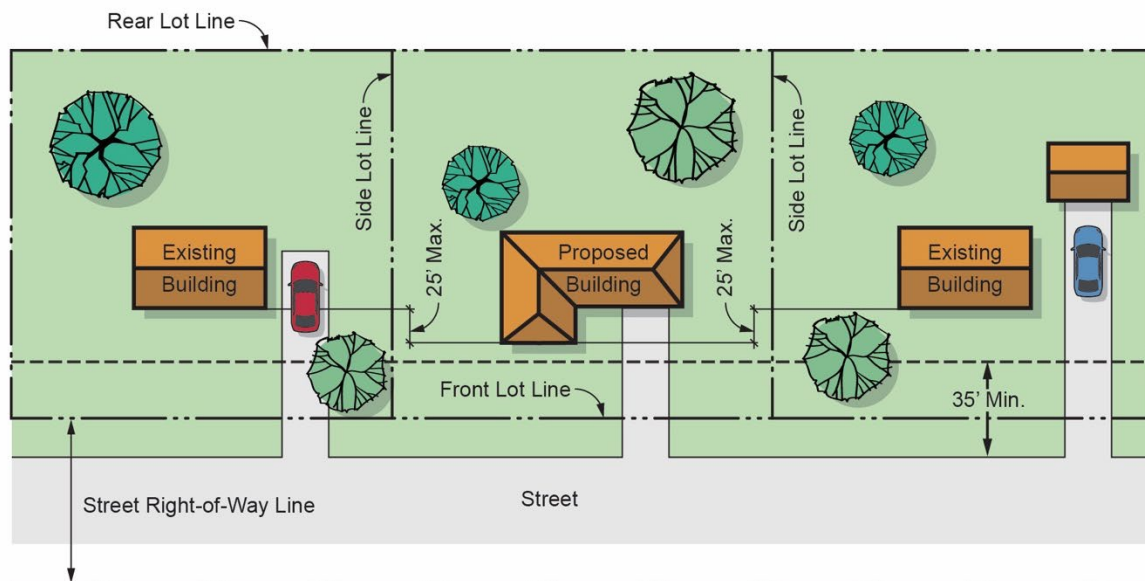 Rear Lot Line
Side Lot Line
Side Lot Line
Existing
Building
25' Max.
Proposed
Building
25' Max.
Existing
Building
Front Lot Line
35' Min.
Street Right-of-Way Line
Street